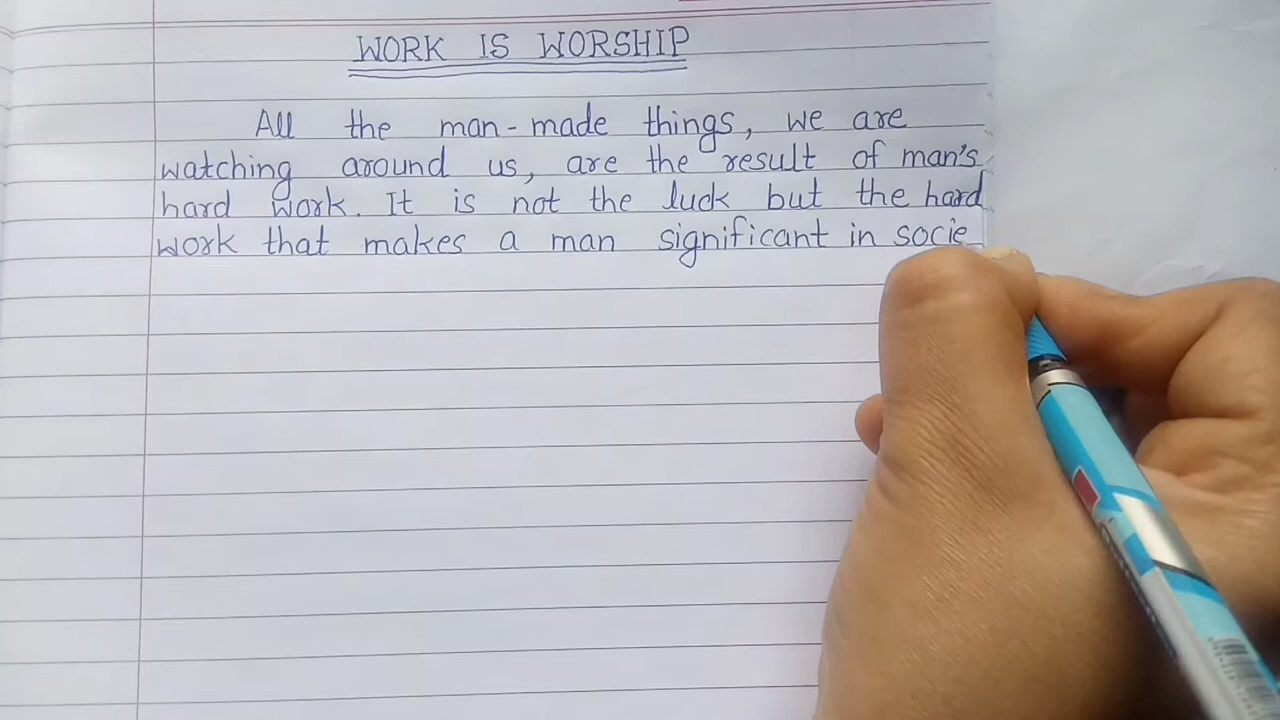 WORK IS WORSHIP
All the man-made things, we are
watching around us, are the result of man's
hard work. It is not the luck but the hard
work that makes a man significant in socie